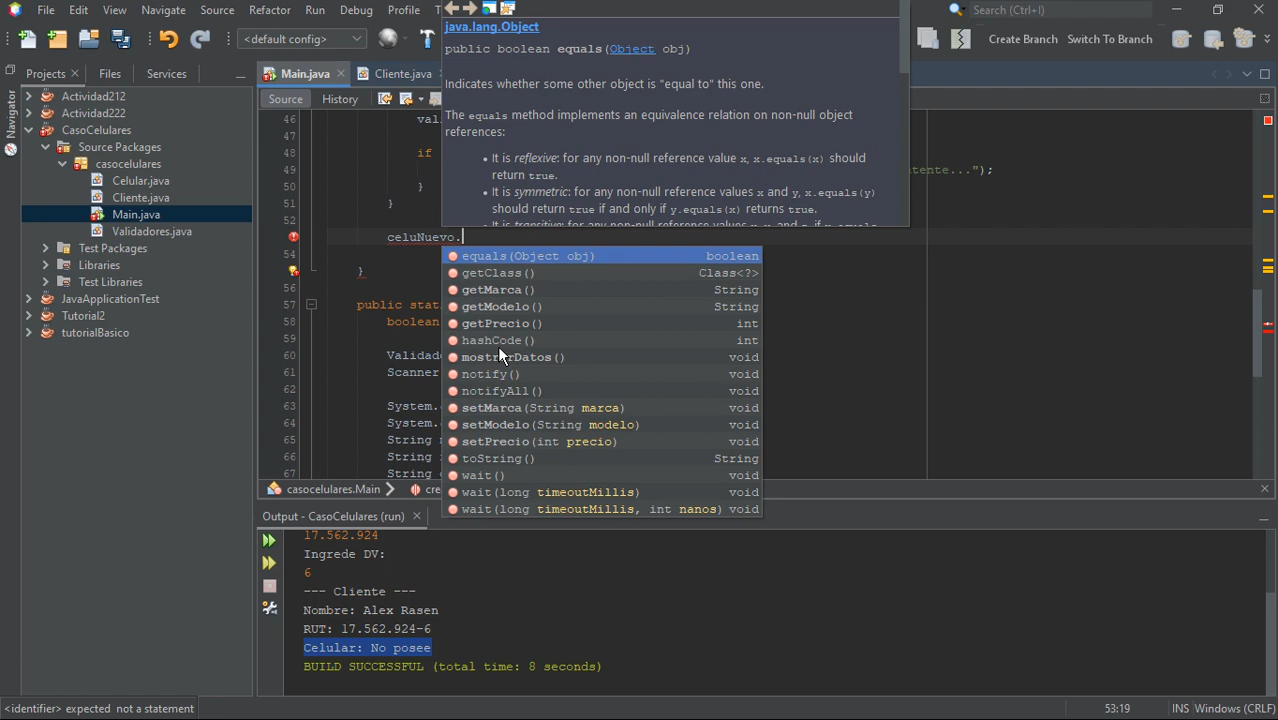 File Edit View Navigate Source Refactor Run Debug Profile
Search (Ctrl+I)
<default config>
Create Branch Switch To Branch
java.lang.Object
public boolean equals(Object obj)
Indicates whether some other object is "equal to" this one.
The equals method implements an equivalence relation on non-null object
references:
• It is reflexive: for any non-null reference value x, x.equals(x) should
return true.
• It is symmetric: for any non-null reference values x and y, x.equals(y)
should return true if and only if y.equals(x) returns true.
Projects Files Services
Navigator
Actividad212
Actividad222
CasoCelulares
Source Packages
casocelulares
Celular.java
Cliente.java
Main.java
Validadores.java
Test Packages
Libraries
Test Libraries
JavaApplicationTest
Tutorial2
tutorialBasico
Main.java Cliente.java
Source History
46 val
47
48 if
49 tente...");
50 }
51 }
52
celuNuevo.
54
}
56
57 public stat
58 boolean
59
60 Valida
61 Scanner
62
63 System.
64 System.
65 String
66 String
67 String
equals(Object obj) boolean
getClass() Class<?>
getMarca() String
getModelo() String
getPrecio() int
hashCode() int
mostrarDatos() void
notify() void
notifyAll() void
setMarca(String marca) void
setModelo(String modelo) void
setPrecio(int precio) void
toString() String
wait() void
wait(long timeoutMillis) void
wait(long timeoutMillis, int nanos) void
casocelulares.Main cre
Output - CasoCelulares (run)
17.562.924
Ingrede DV:
6
--- Cliente ---
Nombre: Alex Rasen
RUT: 17.562.924-6
Celular: No posee
BUILD SUCCESSFUL (total time: 8 seconds)
<identifier> expected not a statement
53:19 INS Windows (CRLF)